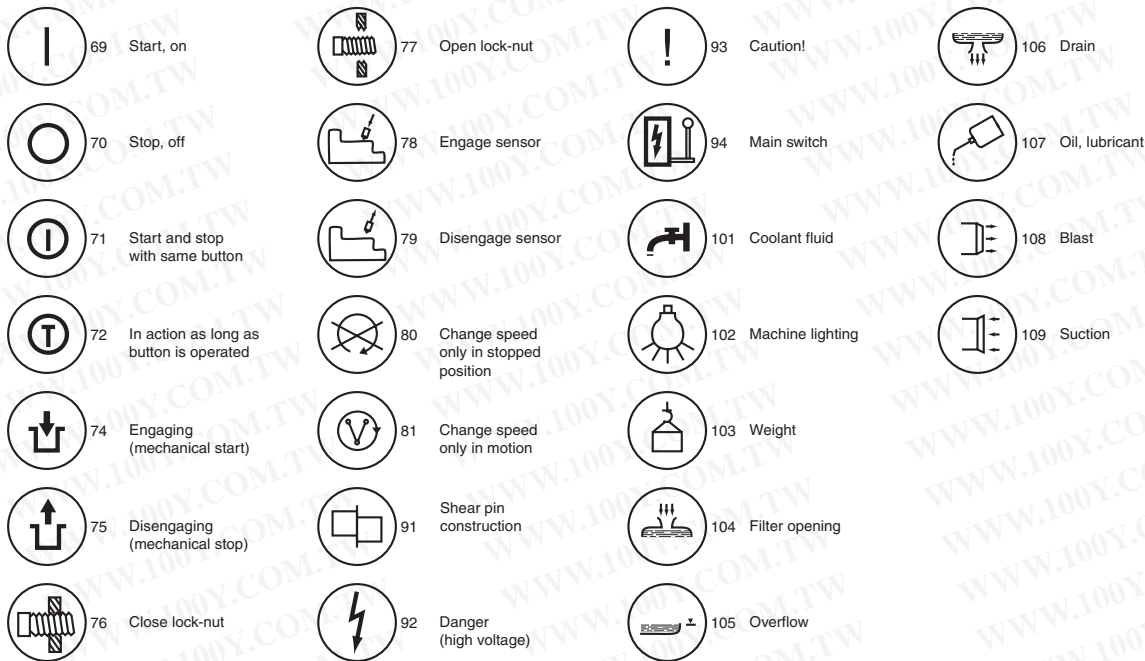 69 Start, on
70 Stop, off
71 Start and stop
with same button
72 In action as long as
button is operated
74 Engaging
(mechanical start)
75 Disengaging
(mechanical stop)
76 Close lock-nut
77 Open lock-nut
78 Engage sensor
79 Disengage sensor
80 Change speed
only in stopped
position
81 Change speed
only in motion
91 Shear pin
construction
92 Danger
(high voltage)
! 93 Caution!
94 Main switch
101 Coolant fluid
102 Machine lighting
103 Weight
104 Filter opening
105 Overflow
106 Drain
107 Oil, lubricant
108 Blast
109 Suction
WWW.100Y.COM.TW